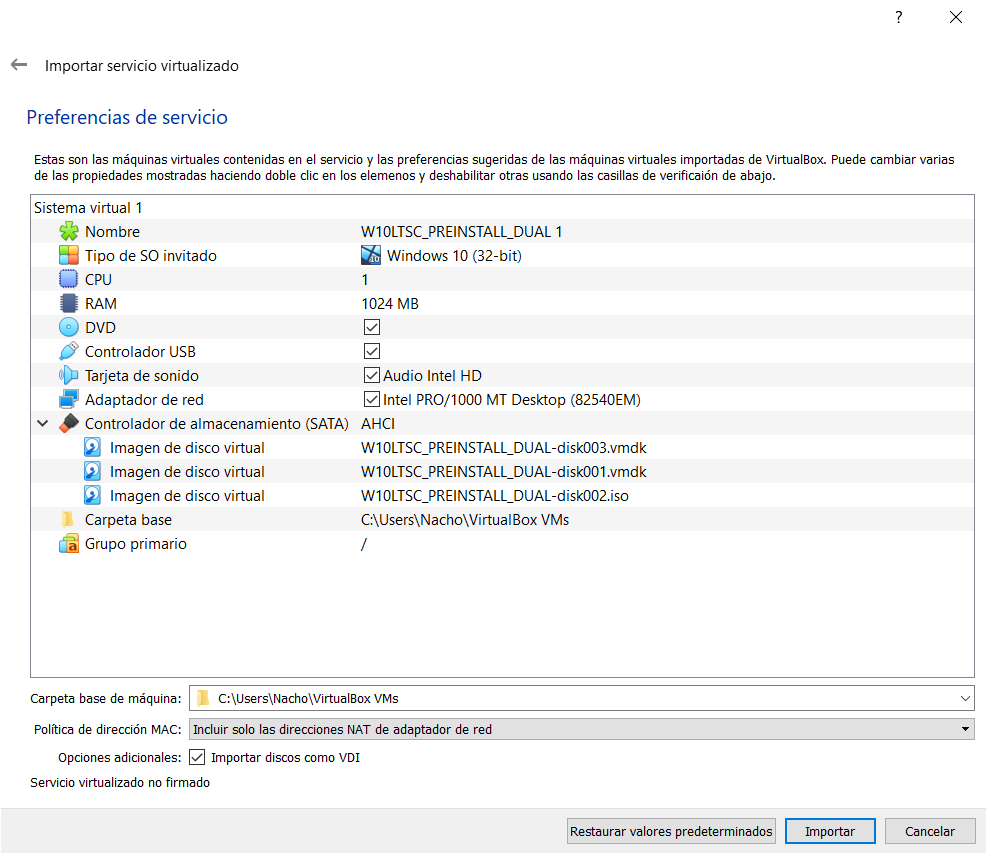 ?
Importar servicio virtualizado
Preferencias de servicio
Estas son las máquinas virtuales contenidas en el servicio y las preferencias sugeridas de las máquinas virtuales importadas de VirtualBox. Puede cambiar varias
de las propiedades mostradas haciendo doble clic en los elemenos y deshabilitar otras usando las casillas de verificaión de abajo.
Sistema virtual 1
Nombre W10LTSC_PREINSTALL_DUAL 1
Tipo de SO invitado Windows 10 (32-bit)
CPU 1
RAM 1024 MB
DVD
Controlador USB
Tarjeta de sonido Audio Intel HD
Adaptador de red Intel PRO/1000 MT Desktop (82540EM)
Controlador de almacenamiento (SATA) AHCI
Imagen de disco virtual W10LTSC_PREINSTALL_DUAL-disk003.vmdk
Imagen de disco virtual W10LTSC_PREINSTALL_DUAL-disk001.vmdk
Imagen de disco virtual W10LTSC_PREINSTALL_DUAL-disk002.iso
Carpeta base C:\Users\Nacho\VirtualBox VMs
Grupo primario /
Carpeta base de máquina: C:\Users\Nacho\VirtualBox VMs
Política de dirección MAC: Incluir solo las direcciones NAT de adaptador de red
Opciones adicionales: Importar discos como VDI
Servicio virtualizado no firmado
Restaurar valores predeterminados Importar Cancelar